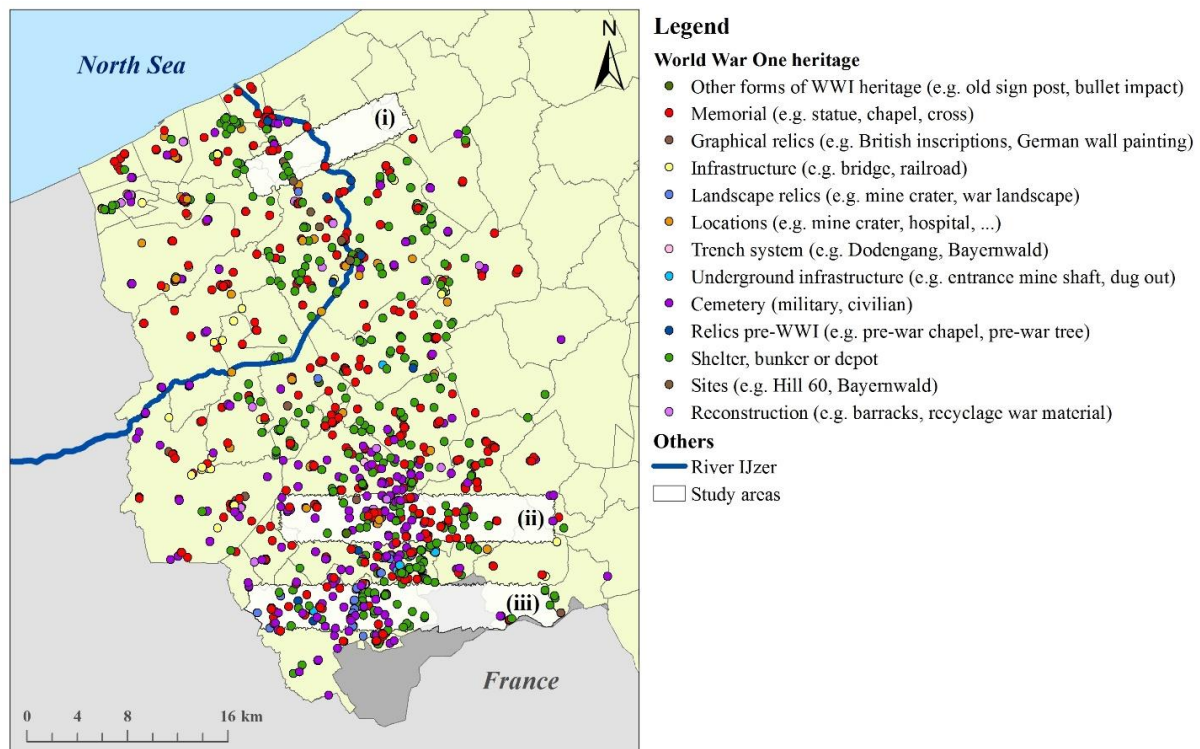 North Sea
N
(i)
(ii)
(iii)
France
0 4 8 16 km
Legend
World War One heritage
Other forms of WWI heritage (e.g. old sign post, bullet impact)
Memorial (e.g. statue, chapel, cross)
Graphical relics (e.g. British inscriptions, German wall painting)
Infrastructure (e.g. bridge, railroad)
Landscape relics (e.g. mine crater, war landscape)
Locations (e.g. mine crater, hospital, ...)
Trench system (e.g. Dodengang, Bayernwald)
Underground infrastructure (e.g. entrance mine shaft, dug out)
Cemetery (military, civilian)
Relics pre-WWI (e.g. pre-war chapel, pre-war tree)
Shelter, bunker or depot
Sites (e.g. Hill 60, Bayernwald)
Reconstruction (e.g. barracks, recyclage war material)
Others
River IJzer
Study areas